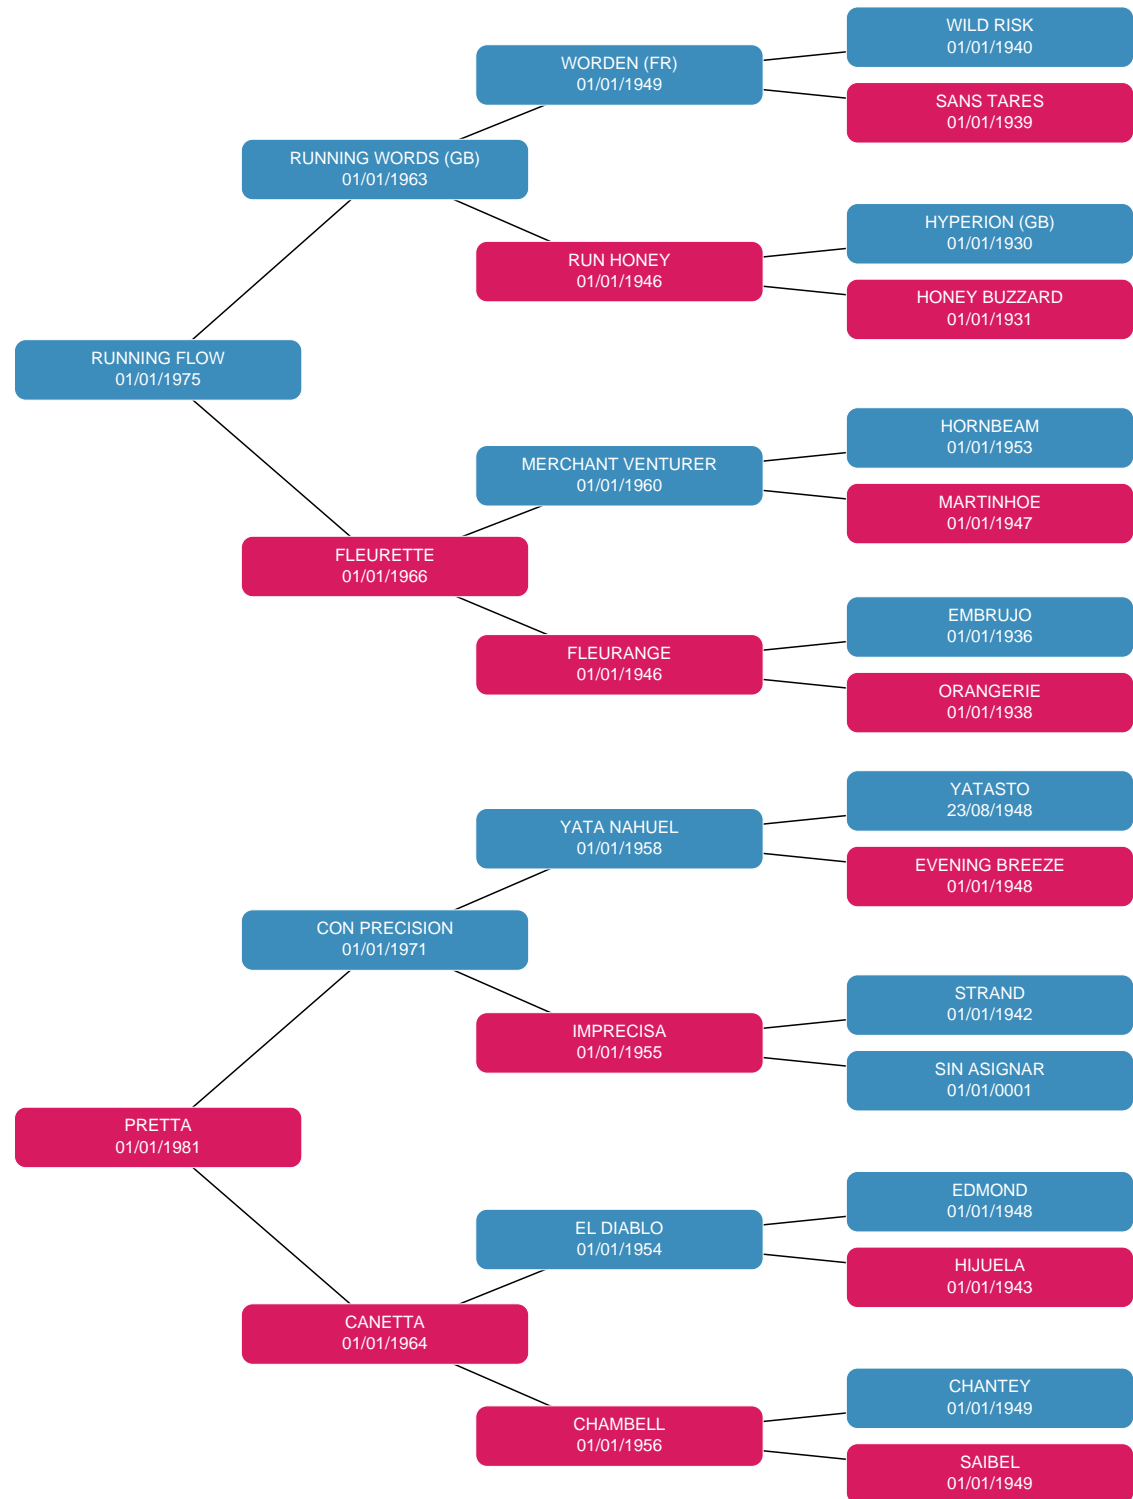 WILD RISK
01/01/1940
WORDEN (FR)
01/01/1949
SANS TARES
01/01/1939
RUNNING WORDS (GB)
01/01/1963
HYPERION (GB)
01/01/1930
RUN HONEY
01/01/1946
HONEY BUZZARD
01/01/1931
RUNNING FLOW
01/01/1975
HORNBEAM
01/01/1953
MERCHANT VENTURER
01/01/1960
MARTINHOE
01/01/1947
FLEURETTE
01/01/1966
EMBRUJO
01/01/1936
FLEURANGE
01/01/1946
ORANGERIE
01/01/1938
YATASTO
23/08/1948
YATA NAHUEL
01/01/1958
EVENING BREEZE
01/01/1948
CON PRECISION
01/01/1971
STRAND
01/01/1942
IMPRECISA
01/01/1955
SIN ASIGNAR
01/01/0001
PRETTA
01/01/1981
EDMOND
01/01/1948
EL DIABLO
01/01/1954
HIJUELA
01/01/1943
CANETTA
01/01/1964
CHANTEY
01/01/1949
CHAMBELL
01/01/1956
SAIBEL
01/01/1949